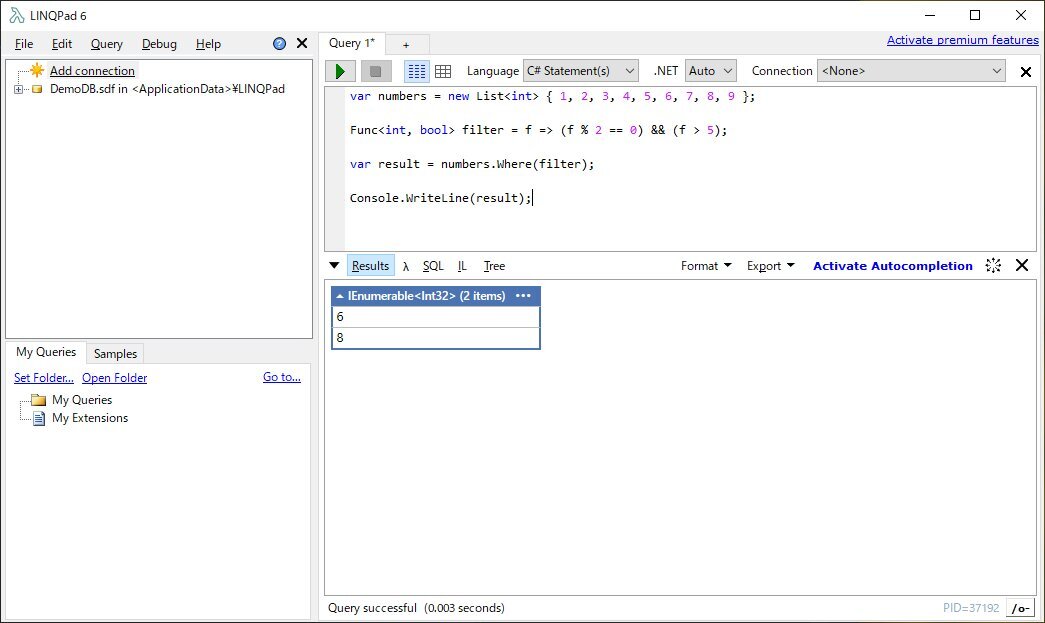 LINQPad 6
File Edit Query Debug Help
Add connection
DemoDB.sdf in <ApplicationData>¥LINQPad
My Queries Samples
Set Folder... Open Folder Go to...
My Queries
My Extensions
Query 1* +
Activate premium features
Language C# Statement(s) .NET Auto Connection <None>
var numbers = new List<int> { 1, 2, 3, 4, 5, 6, 7, 8, 9 };
Func<int, bool> filter = f => (f % 2 == 0) && (f > 5);
var result = numbers.Where(filter);
Console.WriteLine(result);
Results λ SQL IL Tree Format Export Activate Autocompletion
IEnumerable<Int32> (2 items) •••
6
8
Query successful (0.003 seconds)
PID=37192 /o-